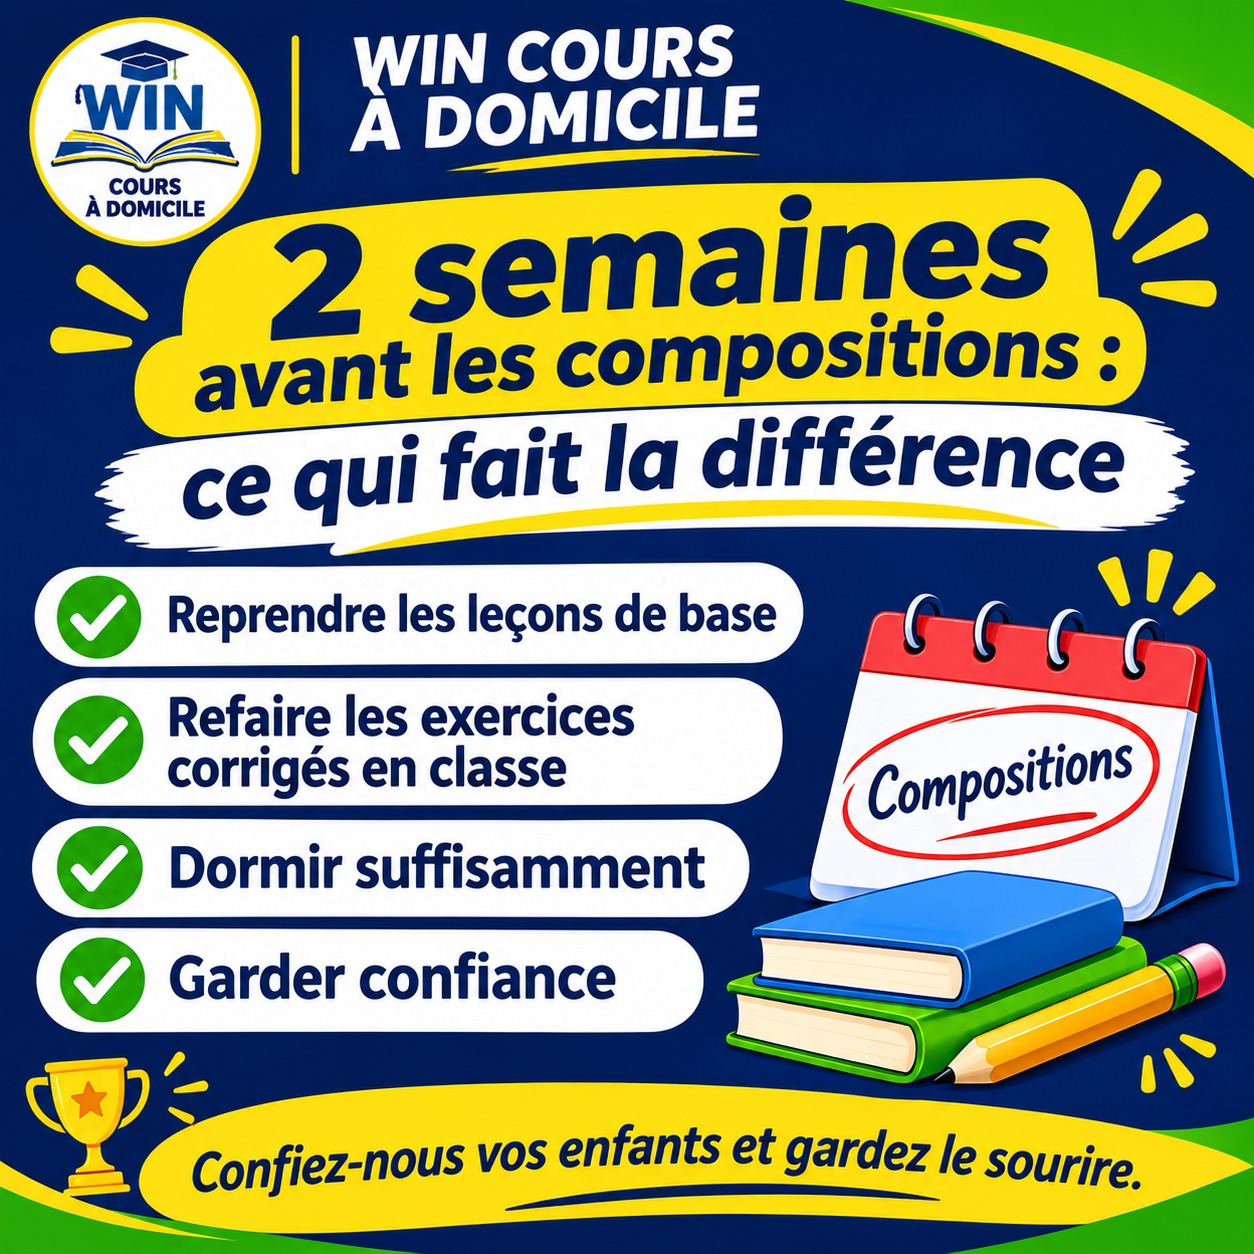 WIN
COURS
À DOMICILE
WIN COURS
À DOMICILE
2 semaines
avant les compositions :
ce qui fait la différence
Reprendre les leçons de base
Refaire les exercices
corrigés en classe
Dormir suffisamment
Garder confiance
Compositions
Confiez-nous vos enfants et gardez le sourire.